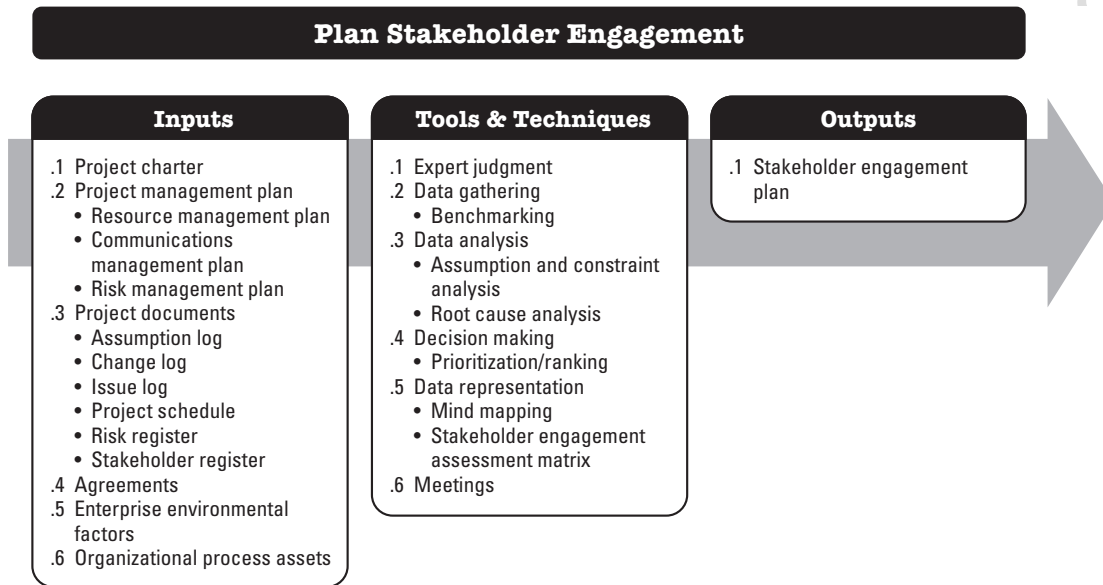 Plan Stakeholder Engagement
Inputs
.1 Project charter
.2 Project management plan
• Resource management plan
• Communications
management plan
• Risk management plan
.3 Project documents
• Assumption log
• Change log
• Issue log
• Project schedule
• Risk register
• Stakeholder register
.4 Agreements
.5 Enterprise environmental
factors
.6 Organizational process assets
Tools & Techniques
.1 Expert judgment
.2 Data gathering
• Benchmarking
.3 Data analysis
• Assumption and constraint
analysis
• Root cause analysis
.4 Decision making
• Prioritization/ranking
.5 Data representation
• Mind mapping
• Stakeholder engagement
assessment matrix
.6 Meetings
Outputs
.1 Stakeholder engagement
plan